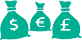 $ € £